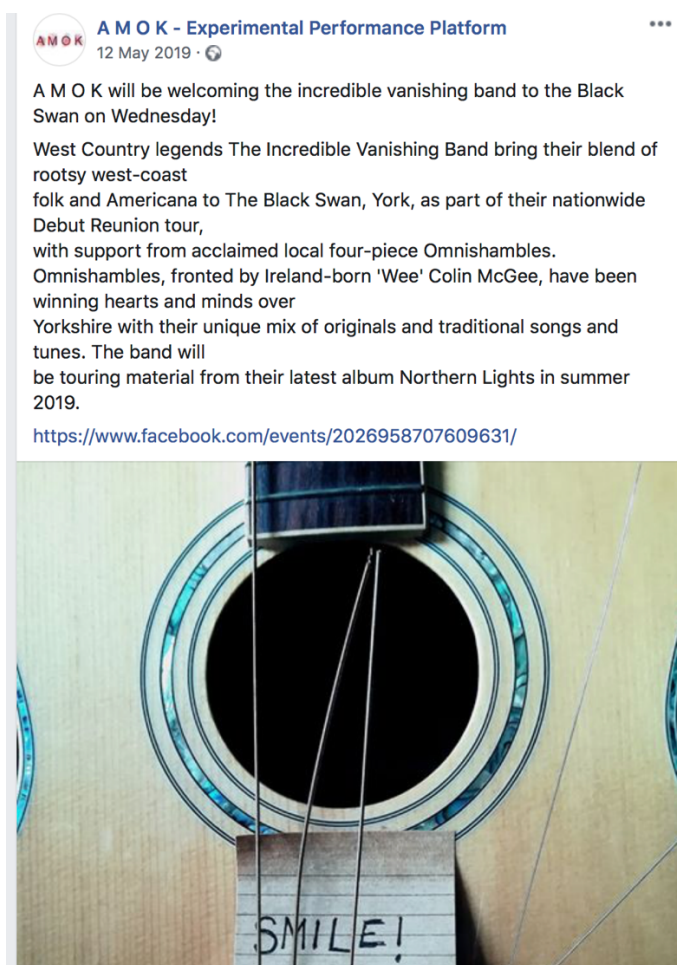 A M O K - Experimental Performance Platform
AMOK
12 May 2019 ·
A M O K will be welcoming the incredible vanishing band to the Black
Swan on Wednesday!
West Country legends The Incredible Vanishing Band bring their blend of
rootsy west-coast
folk and Americana to The Black Swan, York, as part of their nationwide
Debut Reunion tour,
with support from acclaimed local four-piece Omnishambles.
Omnishambles, fronted by Ireland-born 'Wee' Colin McGee, have been
winning hearts and minds over
Yorkshire with their unique mix of originals and traditional songs and
tunes. The band will
be touring material from their latest album Northern Lights in summer
2019.
https://www.facebook.com/events/2026958707609631/
SMILE!